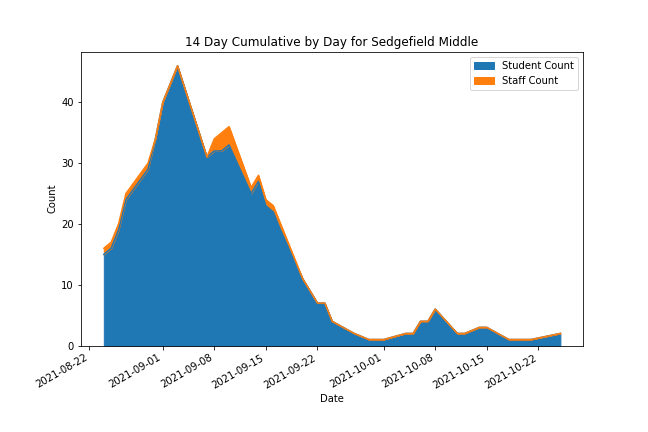 14 Day Cumulative by Day for Sedgefield Middle
Student Count
Staff Count
Count
40
30
20
10
0
2021-08-22
2021-09-01
2021-09-08
2021-09-15
2021-09-22
2021-10-01
2021-10-08
2021-10-15
2021-10-22
Date